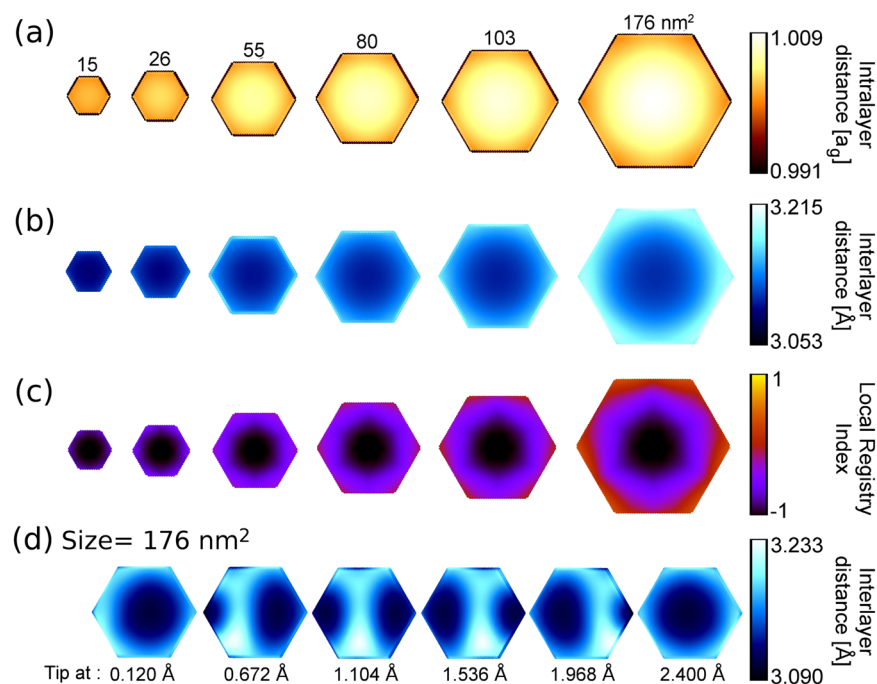 (a)
15 26 55 80 103 176 nm²
1.009
0.991
Intralayer
distance [a_g]
(b)
3.215
3.053
Interlayer
distance [Å]
(c)
1
-1
Local Registry
Index
(d) Size= 176 nm²
3.233
3.090
Interlayer
distance [Å]
Tip at : 0.120 Å 0.672 Å 1.104 Å 1.536 Å 1.968 Å 2.400 Å